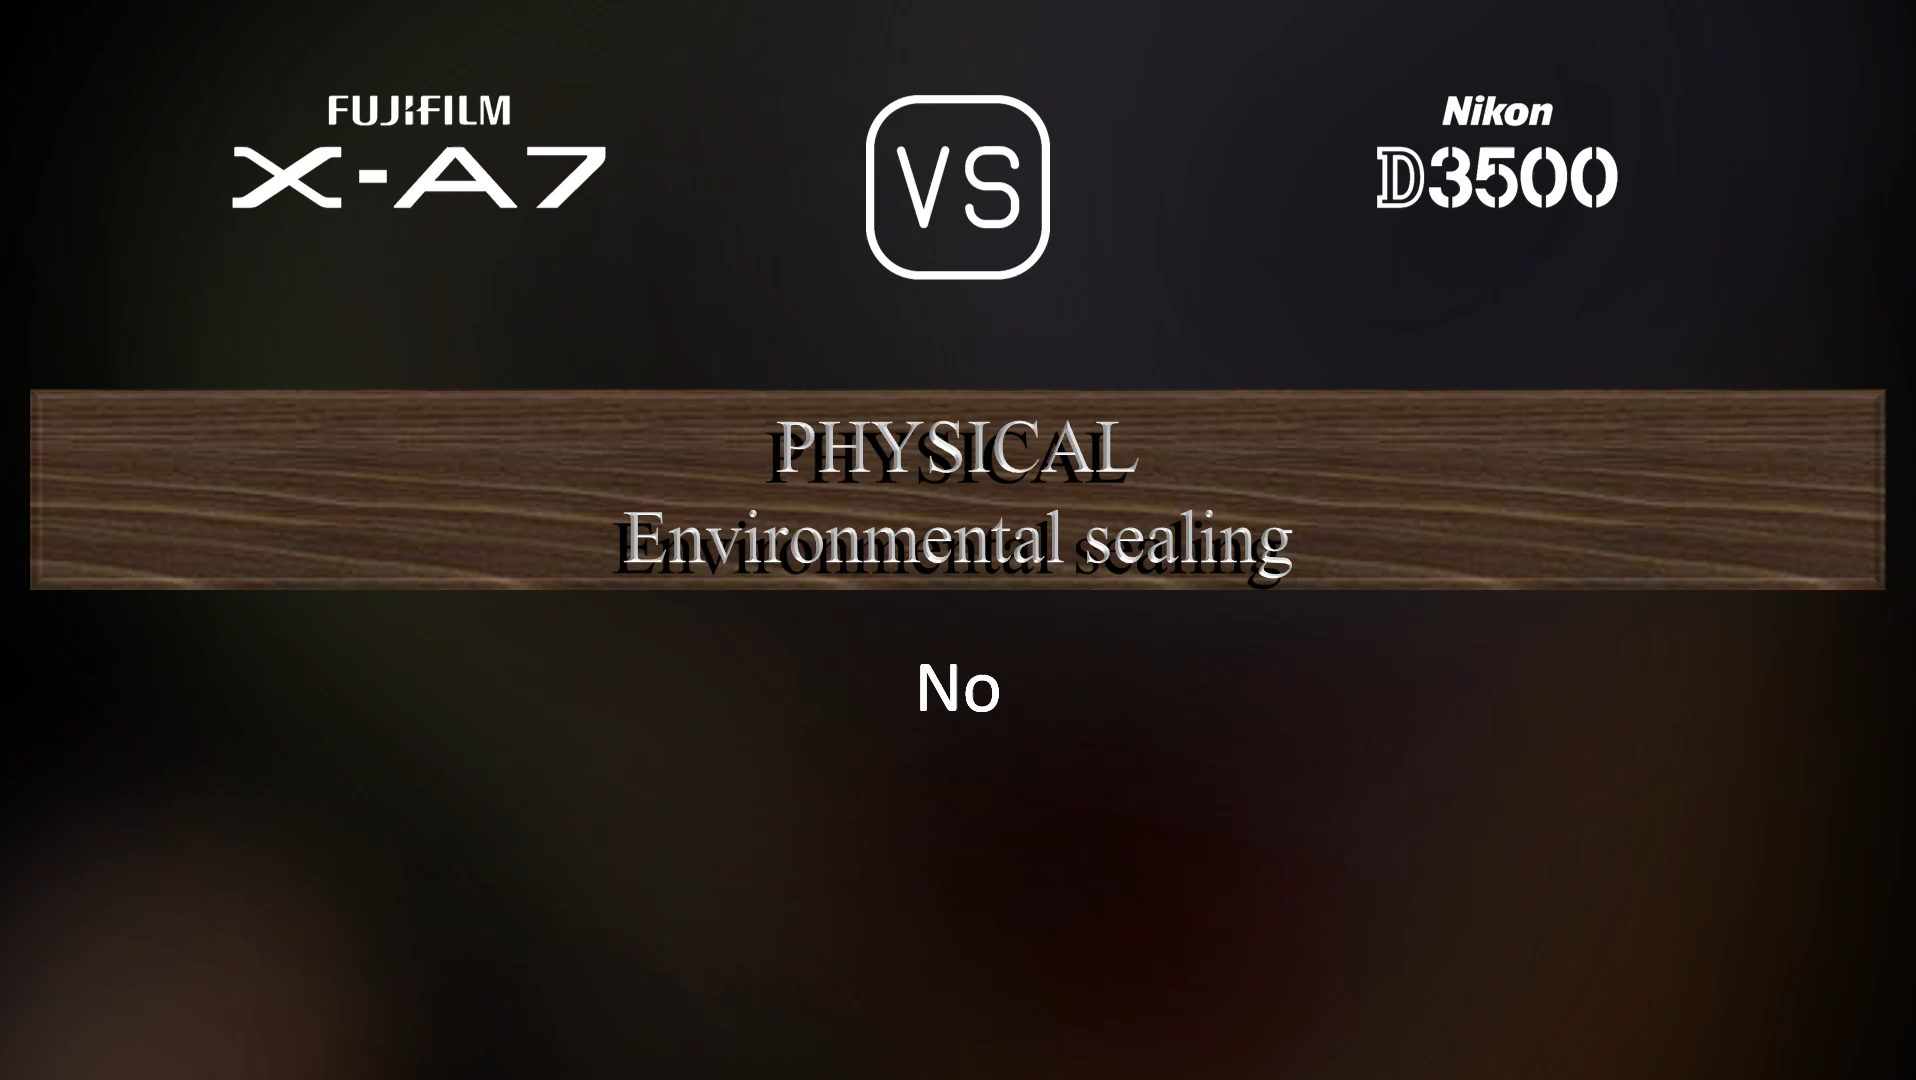 FUJIFILM
X-A7
VS
Nikon
D3500
PHYSICAL
Environmental sealing
No